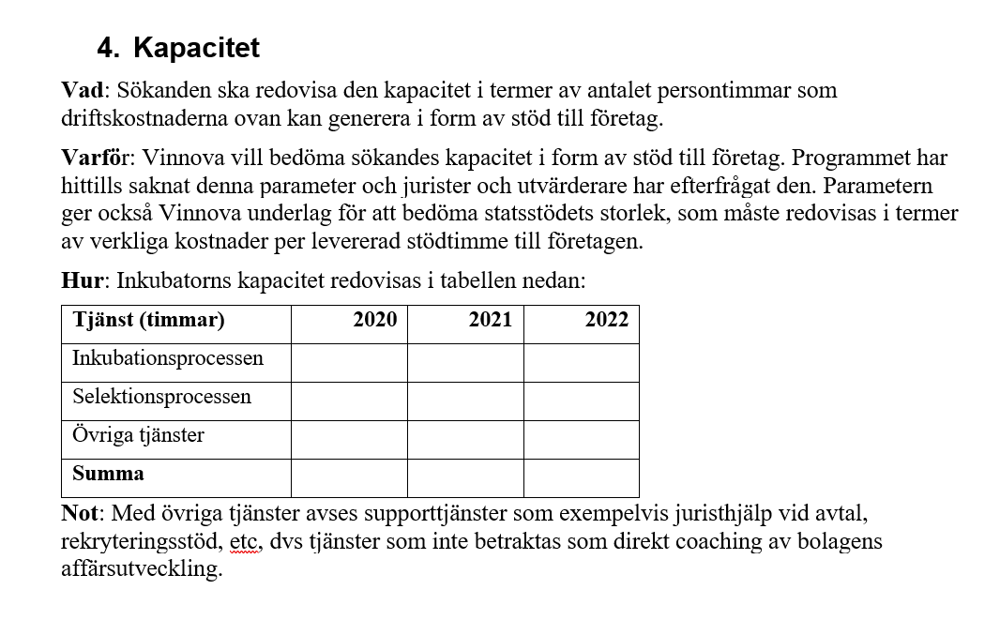 4. Kapacitet
Vad: Sökanden ska redovisa den kapacitet i termer av antalet persontimmar som
driftskostnaderna ovan kan generera i form av stöd till företag.
Varför: Vinnova vill bedöma sökandes kapacitet i form av stöd till företag. Programmet har
hittills saknat denna parameter och jurister och utvärderare har efterfrågat den. Parametern
ger också Vinnova underlag för att bedöma statsstödets storlek, som måste redovisas i termer
av verkliga kostnader per levererad stödtimme till företagen.
Hur: Inkubatorns kapacitet redovisas i tabellen nedan:
Tjänst (timmar) 2020 2021 2022
Inkubationsprocessen
Selektionsprocessen
Övriga tjänster
Summa
Not: Med övriga tjänster avses supporttjänster som exempelvis juristhjälp vid avtal,
rekryteringsstöd, etc, dvs tjänster som inte betraktas som direkt coaching av bolagens
affärsutveckling.